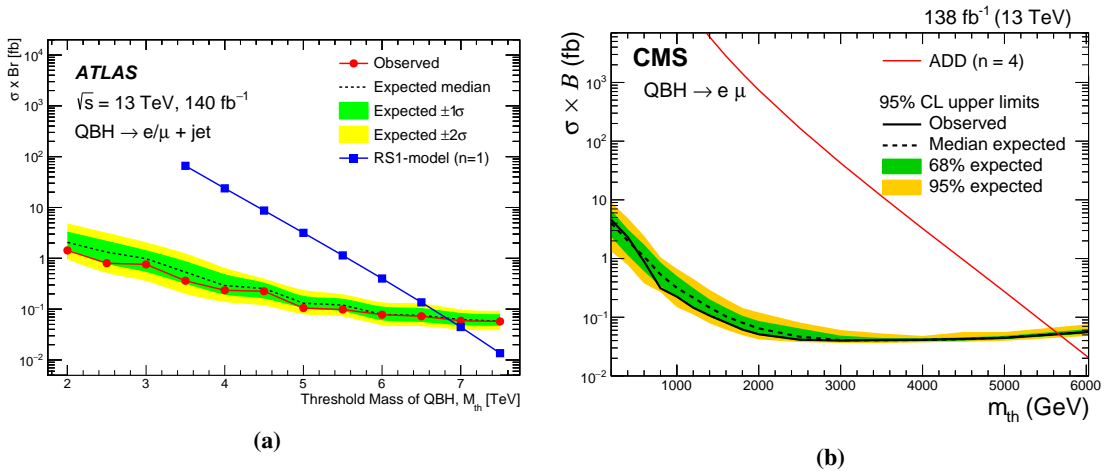 σ x Br [fb]
10⁴
10³
10²
10
1
10⁻¹
10⁻²
ATLAS
√s = 13 TeV, 140 fb⁻¹
QBH → e/μ + jet
Observed
Expected median
Expected ±1σ
Expected ±2σ
RS1-model (n=1)
2 3 4 5 6 7
Threshold Mass of QBH, M_th [TeV]
(a)
138 fb⁻¹ (13 TeV)
σ × B (fb)
10³
10²
10
1
10⁻¹
10⁻²
CMS
QBH → e μ
ADD (n = 4)
95% CL upper limits
Observed
Median expected
68% expected
95% expected
1000 2000 3000 4000 5000 6000
m_th (GeV)
(b)